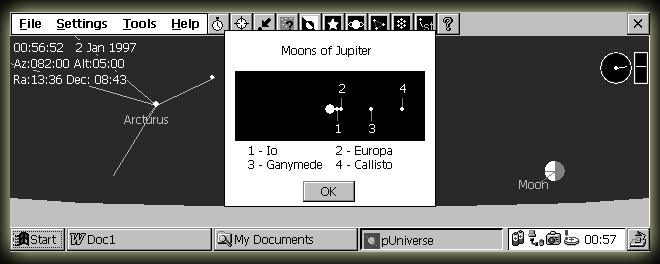 File Settings Tools Help
00:56:52 2 Jan 1997
Az:082:00 Alt:05:00
Ra:13:36 Dec: 08:43
Arcturus
Moons of Jupiter
2 4
1 3
1 - Io 2 - Europa
3 - Ganymede 4 - Callisto
OK
Moon
Start Doc1 My Documents pUniverse 00:57